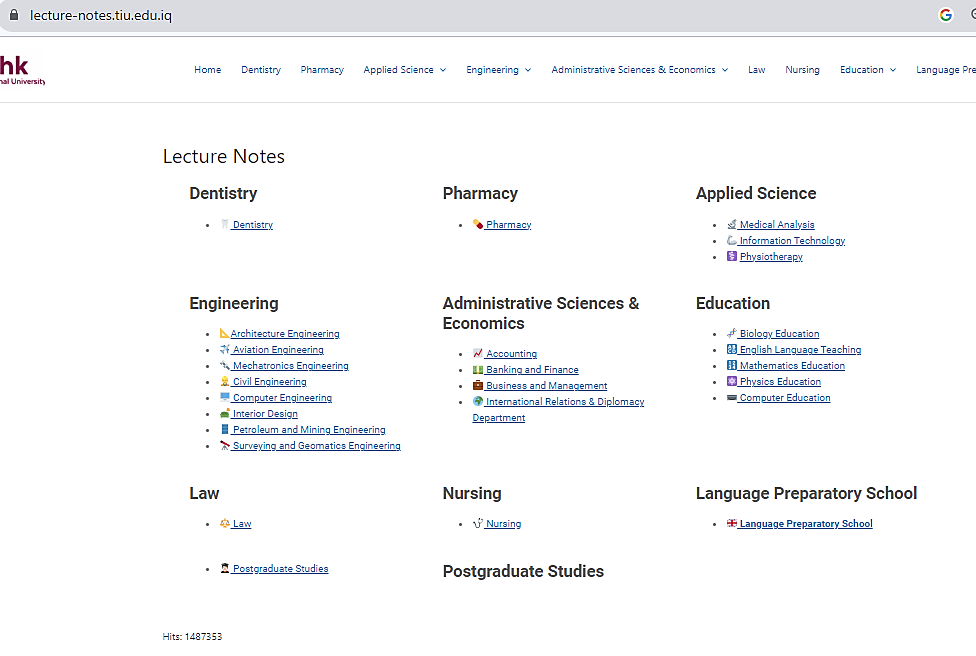 lecture-notes.tiu.edu.iq
hk
nal University
Home Dentistry Pharmacy Applied Science Engineering Administrative Sciences & Economics Law Nursing Education Language Pre
Lecture Notes
Dentistry
Dentistry
Pharmacy
Pharmacy
Applied Science
Medical Analysis
Information Technology
Physiotherapy
Engineering
Architecture Engineering
Aviation Engineering
Mechatronics Engineering
Civil Engineering
Computer Engineering
Interior Design
Petroleum and Mining Engineering
Surveying and Geomatics Engineering
Administrative Sciences &
Economics
Accounting
Banking and Finance
Business and Management
International Relations & Diplomacy
Department
Education
Biology Education
English Language Teaching
Mathematics Education
Physics Education
Computer Education
Law
Law
Nursing
Nursing
Language Preparatory School
Language Preparatory School
Postgraduate Studies
Postgraduate Studies
Hits: 1487353